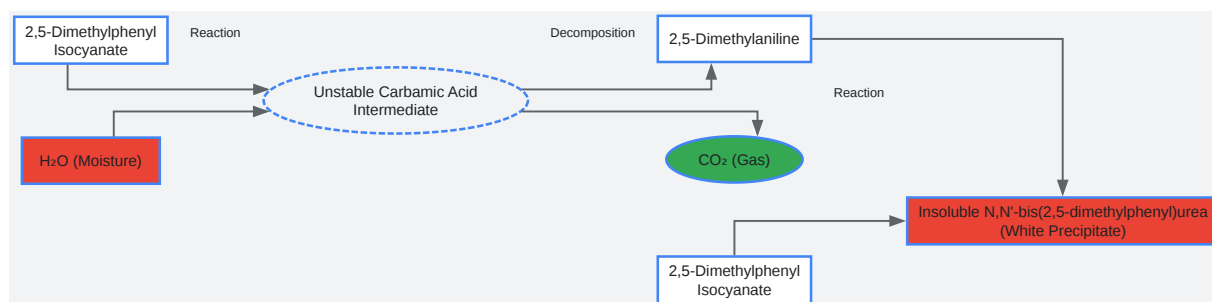 2,5-Dimethylphenyl
Isocyanate
Reaction
Decomposition
2,5-Dimethylaniline
Unstable Carbamic Acid
Intermediate
Reaction
H₂O (Moisture)
CO₂ (Gas)
Insoluble N,N'-bis(2,5-dimethylphenyl)urea
(White Precipitate)
2,5-Dimethylphenyl
Isocyanate